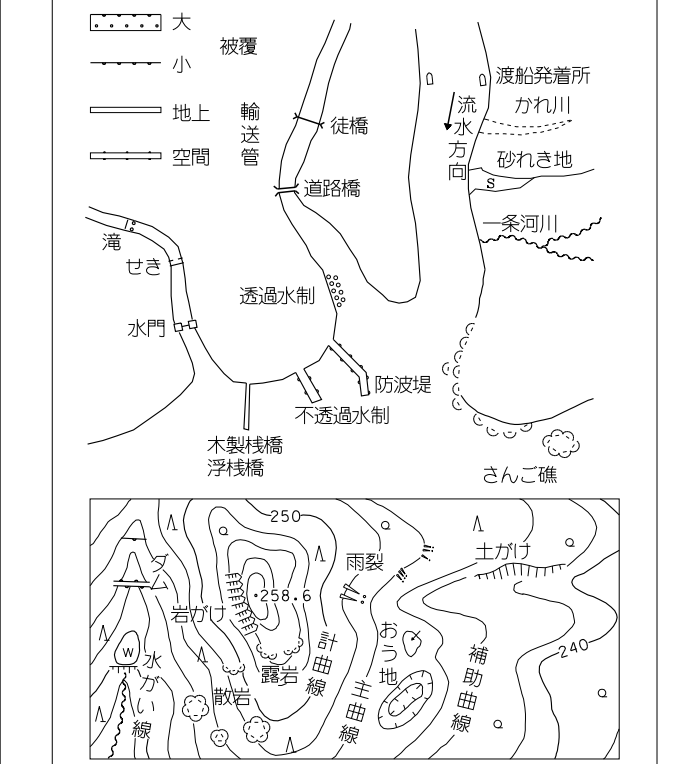 大
被覆
小
地上
空間
輸送管
徒橋
道路橋
渡船発着所
流水方向
かれ川
砂れき地
S
一条河川
滝
せき
水門
透過水制
防波堤
不透過水制
木製桟橋
浮桟橋
さんご礁
250
雨裂
土がけ
ダム
岩がけ
258.6
計曲線
おう地
補助曲線
240
W
水がい線
露岩
散岩
主曲線